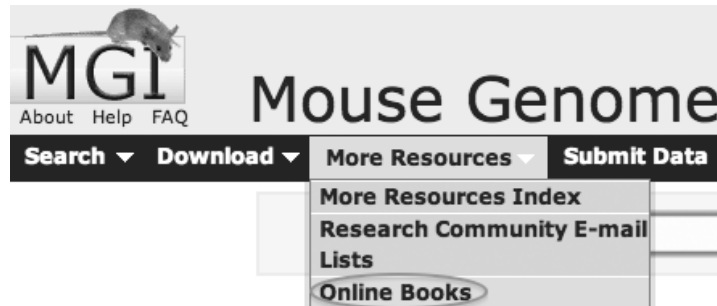 MGI
About Help FAQ
Mouse Genome
Search Download More Resources Submit Data
More Resources Index
Research Community E-mail
Lists
Online Books